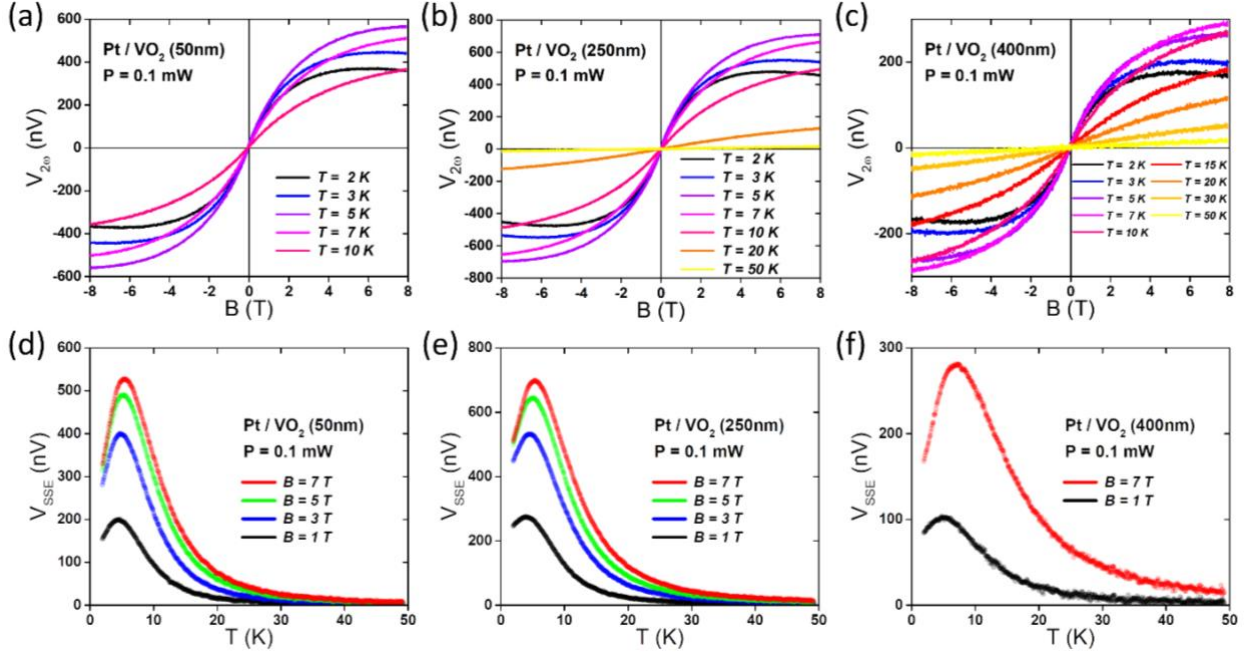 (a)
600
400
200
0
-200
-400
-600
V2ω (nV)
Pt / VO2 (50nm)
P = 0.1 mW
T = 2 K
T = 3 K
T = 5 K
T = 7 K
T = 10 K
-8 -6 -4 -2 0 2 4 6 8
B (T)
(b)
800
600
400
200
0
-200
-400
-600
-800
V2ω (nV)
Pt / VO2 (250nm)
P = 0.1 mW
T = 2 K
T = 3 K
T = 5 K
T = 7 K
T = 10 K
T = 20 K
T = 50 K
-8 -6 -4 -2 0 2 4 6 8
B (T)
(c)
200
0
-200
V2ω (nV)
Pt / VO2 (400nm)
P = 0.1 mW
T = 2 K
T = 3 K
T = 5 K
T = 7 K
T = 10 K
T = 15 K
T = 20 K
T = 30 K
T = 50 K
-8 -6 -4 -2 0 2 4 6 8
B (T)
(d)
600
500
400
300
200
100
0
VSSE (nV)
Pt / VO2 (50nm)
P = 0.1 mW
B = 7 T
B = 5 T
B = 3 T
B = 1 T
0 10 20 30 40 50
T (K)
(e)
800
600
400
200
0
VSSE (nV)
Pt / VO2 (250nm)
P = 0.1 mW
B = 7 T
B = 5 T
B = 3 T
B = 1 T
0 10 20 30 40 50
T (K)
(f)
300
200
100
0
VSSE (nV)
Pt / VO2 (400nm)
P = 0.1 mW
B = 7 T
B = 1 T
0 10 20 30 40 50
T (K)